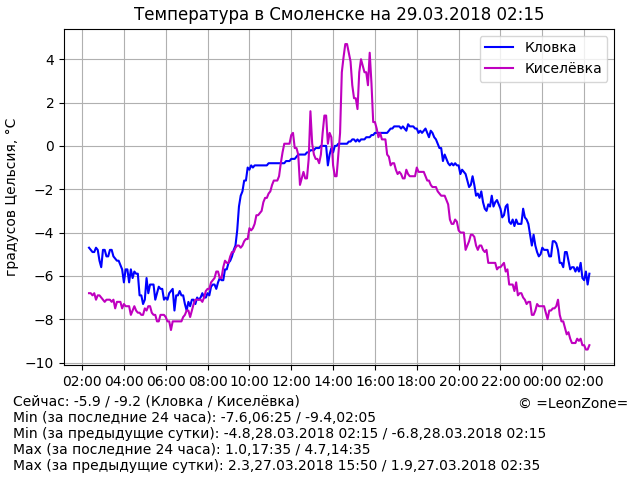 Температура в Смоленске на 29.03.2018 02:15
Кловка
Киселёвка
градусов Цельсия, °C
4
2
0
−2
−4
−6
−8
−10
02:00 04:00 06:00 08:00 10:00 12:00 14:00 16:00 18:00 20:00 22:00 00:00 02:00
Сейчас: -5.9 / -9.2 (Кловка / Киселёвка)
© =LeonZone=
Min (за последние 24 часа): -7.6,06:25 / -9.4,02:05
Min (за предыдущие сутки): -4.8,28.03.2018 02:15 / -6.8,28.03.2018 02:15
Max (за последние 24 часа): 1.0,17:35 / 4.7,14:35
Max (за предыдущие сутки): 2.3,27.03.2018 15:50 / 1.9,27.03.2018 02:35